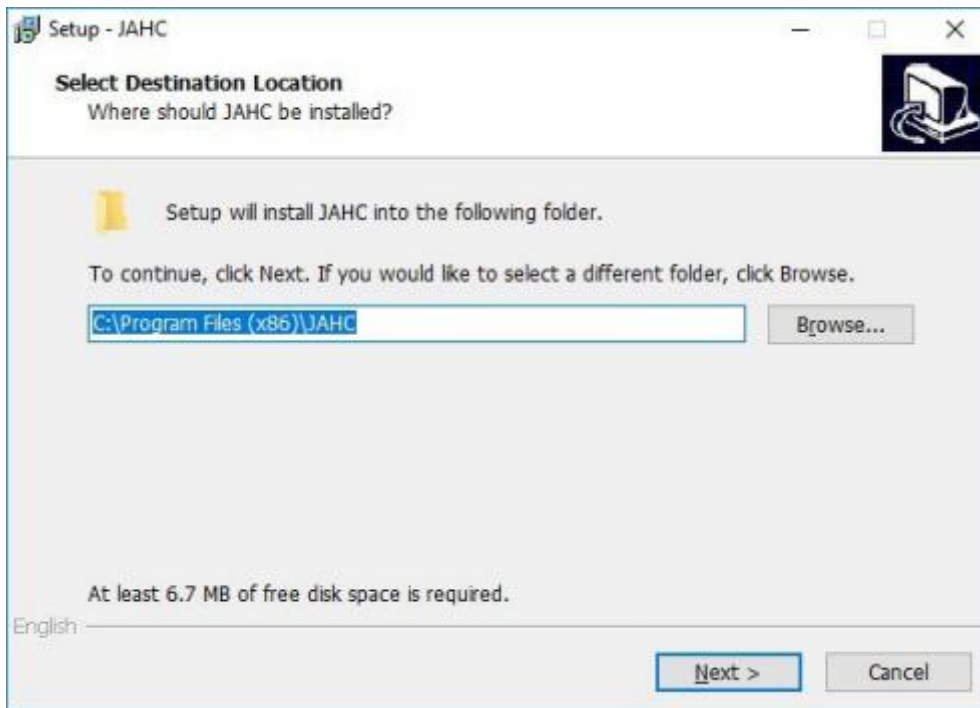 Setup - JAHC
Select Destination Location
Where should JAHC be installed?
Setup will install JAHC into the following folder.
To continue, click Next. If you would like to select a different folder, click Browse.
C:\Program Files (x86)\JAHC
Browse...
At least 6.7 MB of free disk space is required.
English
Next >
Cancel